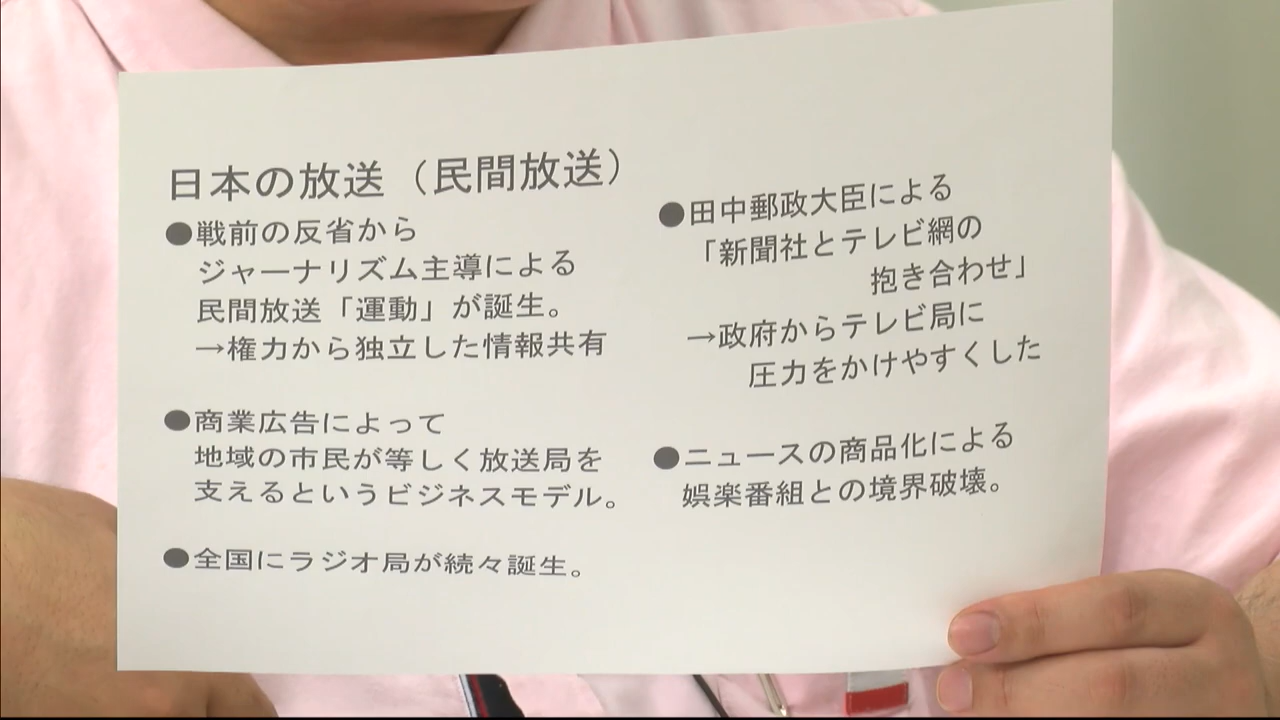 日本の放送（民間放送）
●戦前の反省から
ジャーナリズム主導による
民間放送「運動」が誕生。
→権力から独立した情報共有
●商業広告によって
地域の市民が等しく放送局を
支えるというビジネスモデル。
●全国にラジオ局が続々誕生。
●田中郵政大臣による
「新聞社とテレビ網の
抱き合わせ」
→政府からテレビ局に
圧力をかけやすくした
●ニュースの商品化による
娯楽番組との境界破壊。